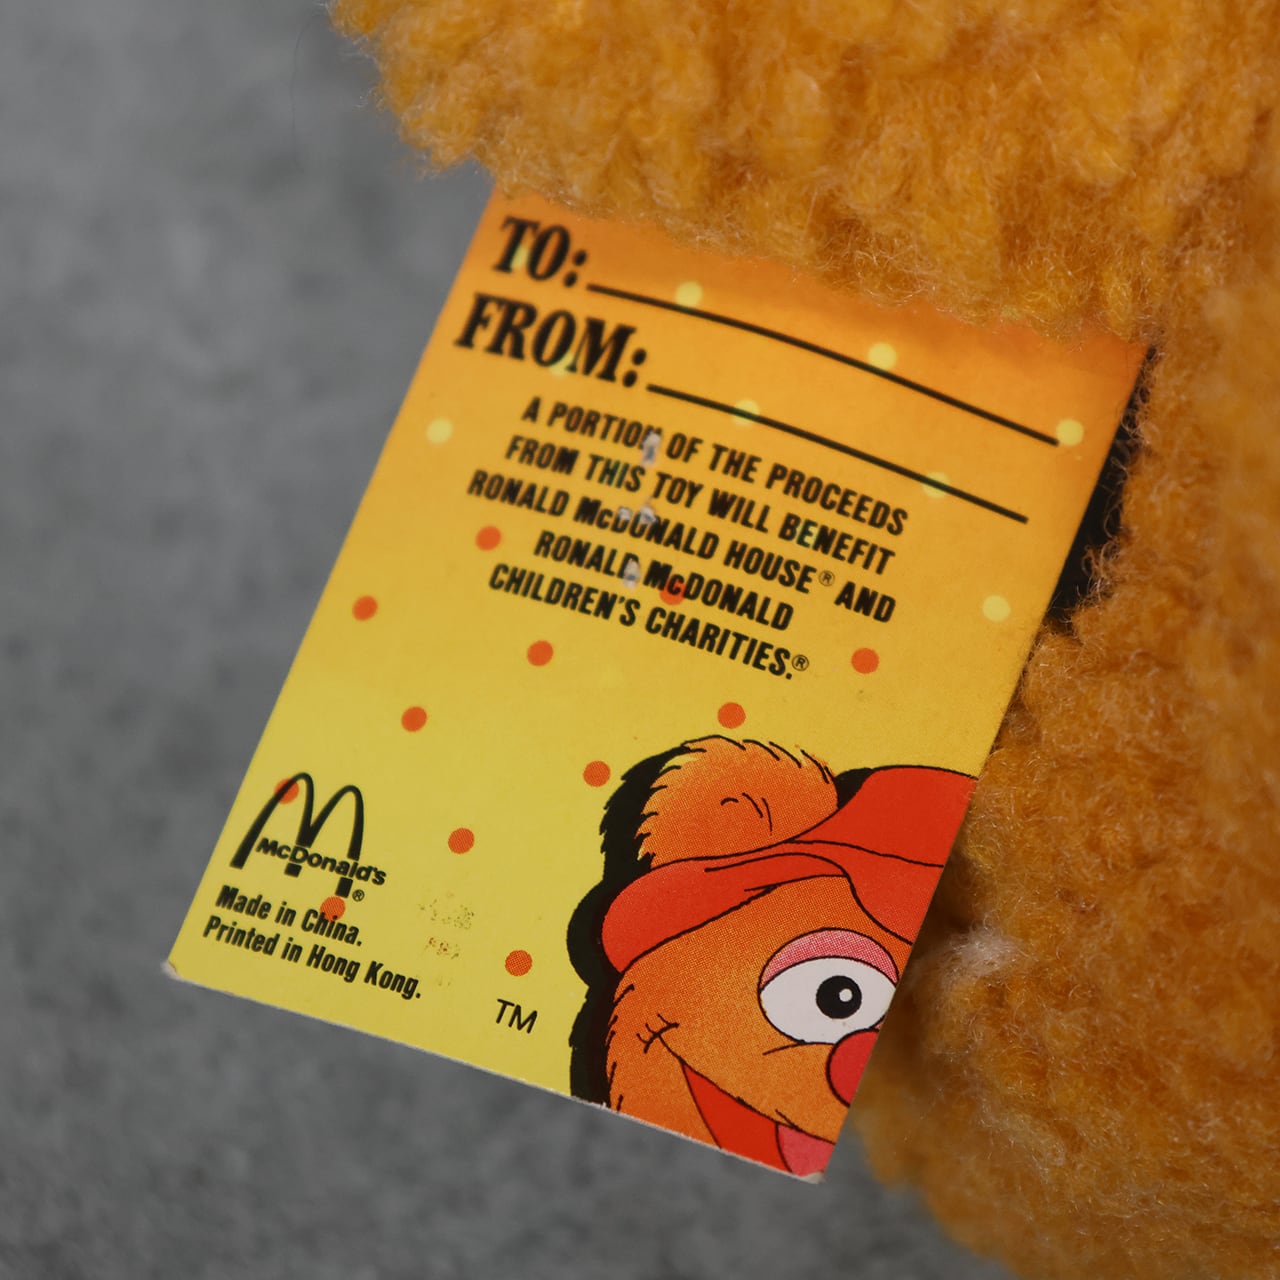 TO:
FROM:
A PORTION OF THE PROCEEDS
FROM THIS TOY WILL BENEFIT
RONALD McDONALD HOUSE® AND
RONALD McDONALD
CHILDREN'S CHARITIES.®
McDonald's
®
Made in China.
Printed in Hong Kong.
TM